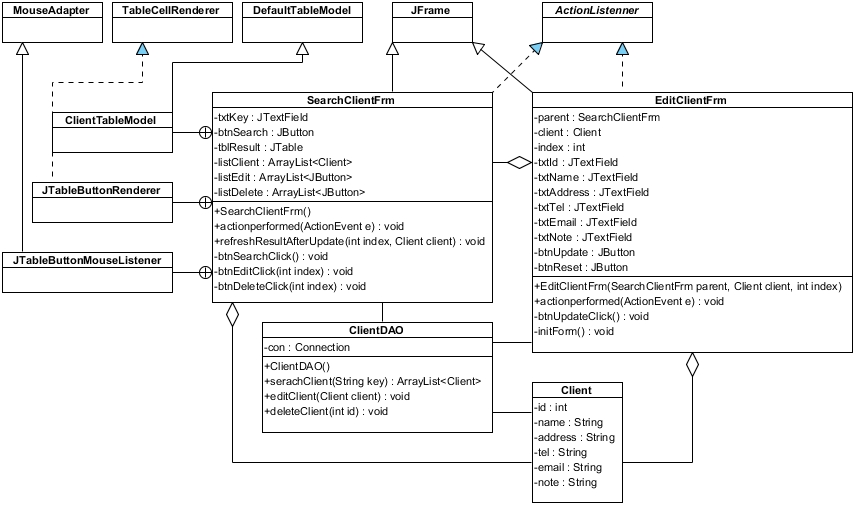 MouseAdapter
TableCellRenderer
DefaultTableModel
JFrame
ActionListenner
ClientTableModel
JTableButtonRenderer
JTableButtonMouseListener
SearchClientFrm
-txtKey : JTextField
-btnSearch : JButton
-tblResult : JTable
-listClient : ArrayList<Client>
-listEdit : ArrayList<JButton>
-listDelete : ArrayList<JButton>
+SearchClientFrm()
+actionperformed(ActionEvent e) : void
+refreshResultAfterUpdate(int index, Client client) : void
-btnSearchClick() : void
-btnEditClick(int index) : void
-btnDeleteClick(int index) : void
EditClientFrm
-parent : SearchClientFrm
-client : Client
-index : int
-txtId : JTextField
-txtName : JTextField
-txtAddress : JTextField
-txtTel : JTextField
-txtEmail : JTextField
-txtNote : JTextField
-btnUpdate : JButton
-btnReset : JButton
+EditClientFrm(SearchClientFrm parent, Client client, int index)
+actionperformed(ActionEvent e) : void
-btnUpdateClick() : void
-initForm() : void
ClientDAO
-con : Connection
+ClientDAO()
+serachClient(String key) : ArrayList<Client>
+editClient(Client client) : void
+deleteClient(int id) : void
Client
-id : int
-name : String
-address : String
-tel : String
-email : String
-note : String